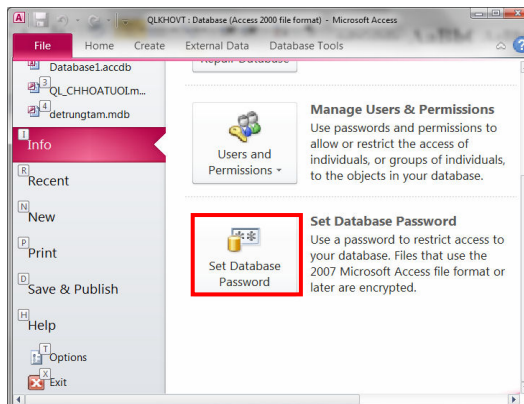 QLKHOVT : Database (Access 2000 file format) - Microsoft Access
File Home Create External Data Database Tools
Database1.accdb
3
QL_CHHOATUOI.m...
4
detrungtam.mdb
I
Info
R
Recent
N
New
P
Print
D
Save & Publish
H
Help
T
Options
X
Exit
Repair Database
Users and
Permissions
Manage Users & Permissions
Use passwords and permissions to
allow or restrict the access of
individuals, or groups of individuals,
to the objects in your database.
Set Database
Password
Set Database Password
Use a password to restrict access to
your database. Files that use the
2007 Microsoft Access file format or
later are encrypted.